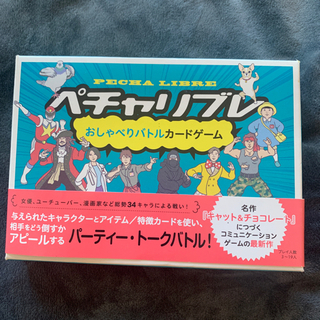 PECHA LIBRE
ペチャリブレ
おしゃべりバトルカードゲーム
女優、ユーチューバー、漫画家など総勢34キャラによる戦い!
与えられたキャラクターとアイテム/特徴カードを使い、
相手をどう倒すか
アピールする
パーティー・トークバトル!
名作
『キャット&チョコレート』
につづく
コミュニケーション
ゲームの最新作